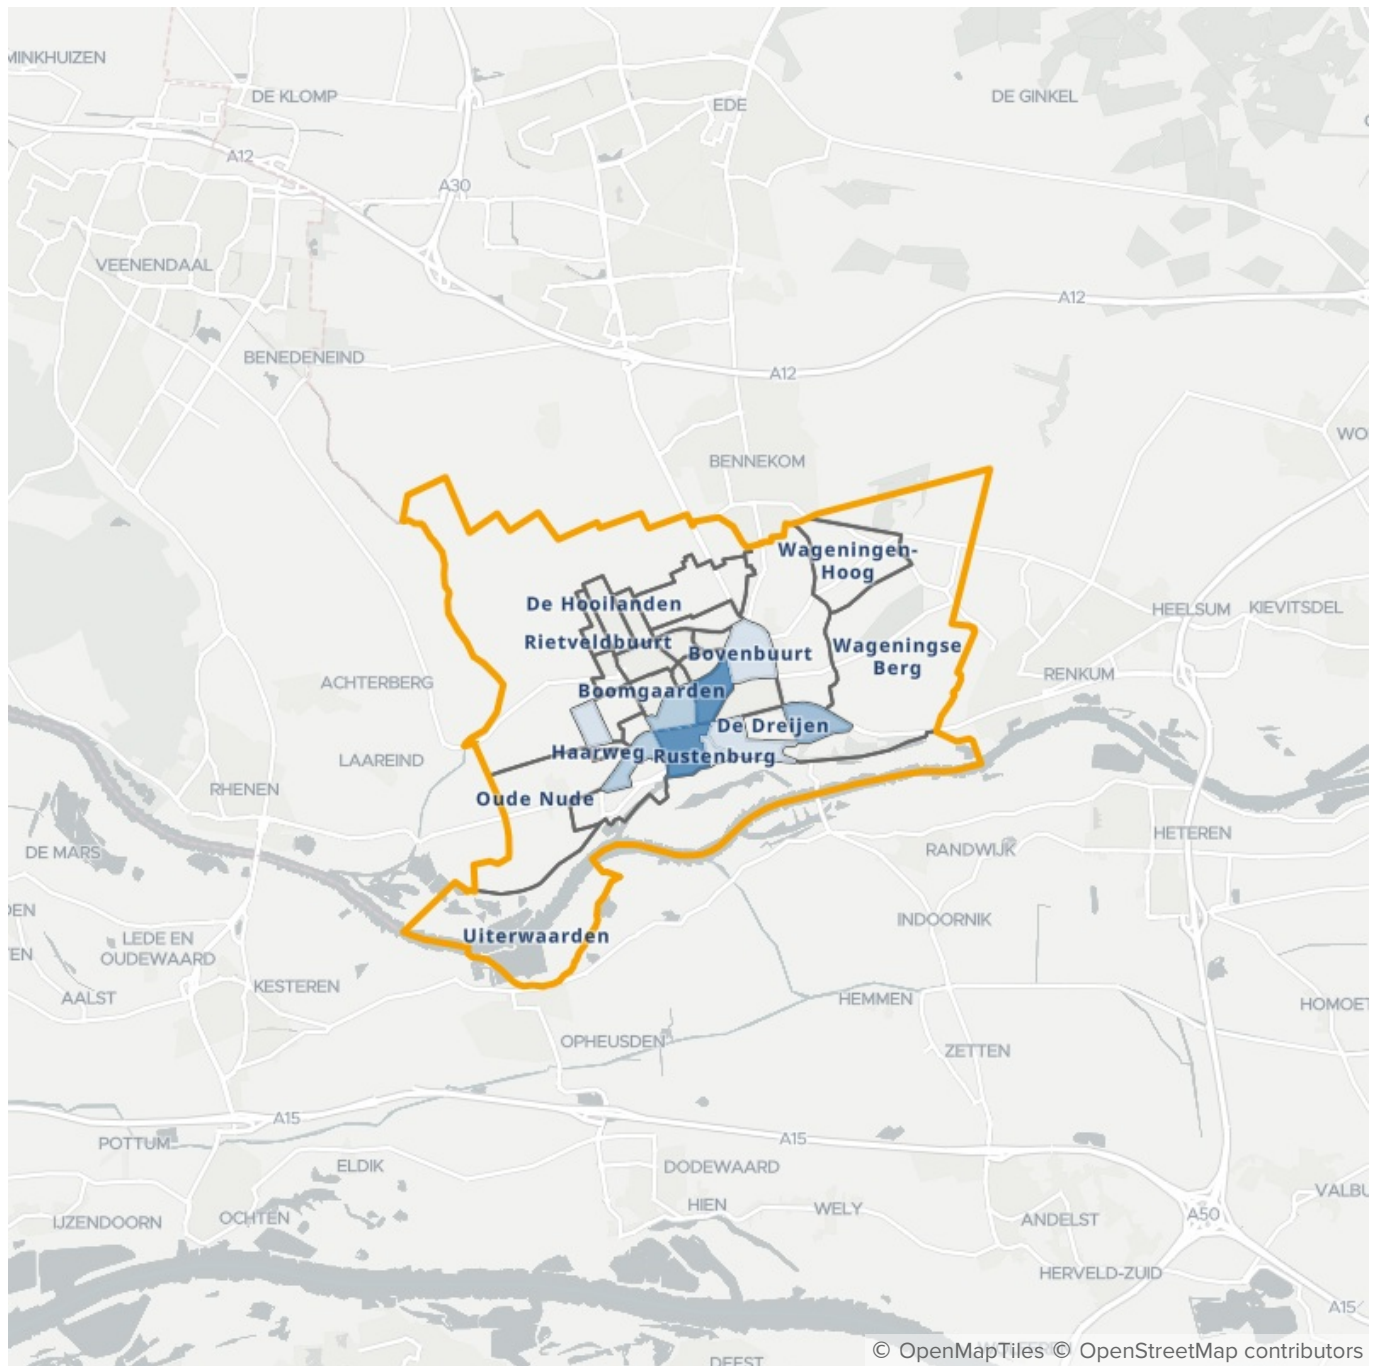 MINKHUIZEN
DE KLOMP
EDE
DE GINKEL
A12
A30
VEENENDAAL
A12
BENEDENEIND
A12
WO
BENNEKOM
Wageningen-
Hoog
De Hooilanden
HEELSUM
KIEVITSDEL
Rietveldbuurt
Bovenbuurt
Wageningse
Berg
RENKUM
ACHTERBERG
Boomgaarden
De Dreijen
LAAREIND
Haarweg
Rustenburg
RHENEN
Oude Nude
HETEREN
DE MARS
RANDWIJK
DEN
INDOORNIK
LEDE EN
OUDEWAARD
Uiterwaarden
EN
KESTEREN
AALST
HEMMEN
HOMOET
OPHEUSDEN
ZETTEN
A15
POTTUM
A15
ELDIK
DODEWAARD
VALBU
HIEN
WELY
IJZENDOORN
OCHTEN
ANDELST
A50
HERVELD-ZUID
A15
DEEST
© OpenMapTiles © OpenStreetMap contributors